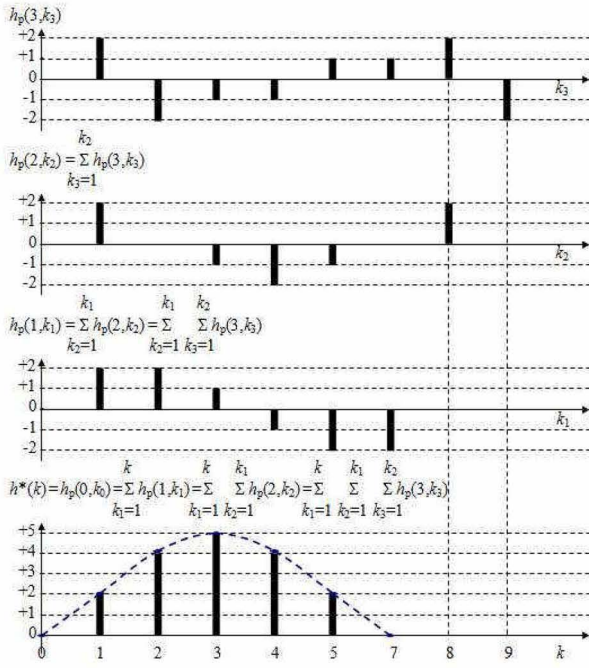 hp(3,k3)
+2
+1
0
-1
-2
k3
k2
hp(2,k2) = Σ hp(3,k3)
k3=1
+2
+1
0
-1
-2
k2
k1 k1 k2
hp(1,k1) = Σ hp(2,k2) = Σ Σ hp(3,k3)
k2=1 k2=1 k3=1
+2
+1
0
-1
-2
k1
k k k1 k k1 k2
h*(k)=hp(0,k0)=Σ hp(1,k1)=Σ Σ hp(2,k2)=Σ Σ Σ hp(3,k3)
k1=1 k1=1 k2=1 k1=1 k2=1 k3=1
+5
+4
+3
+2
+1
0
0 1 2 3 4 5 7 8 9 k